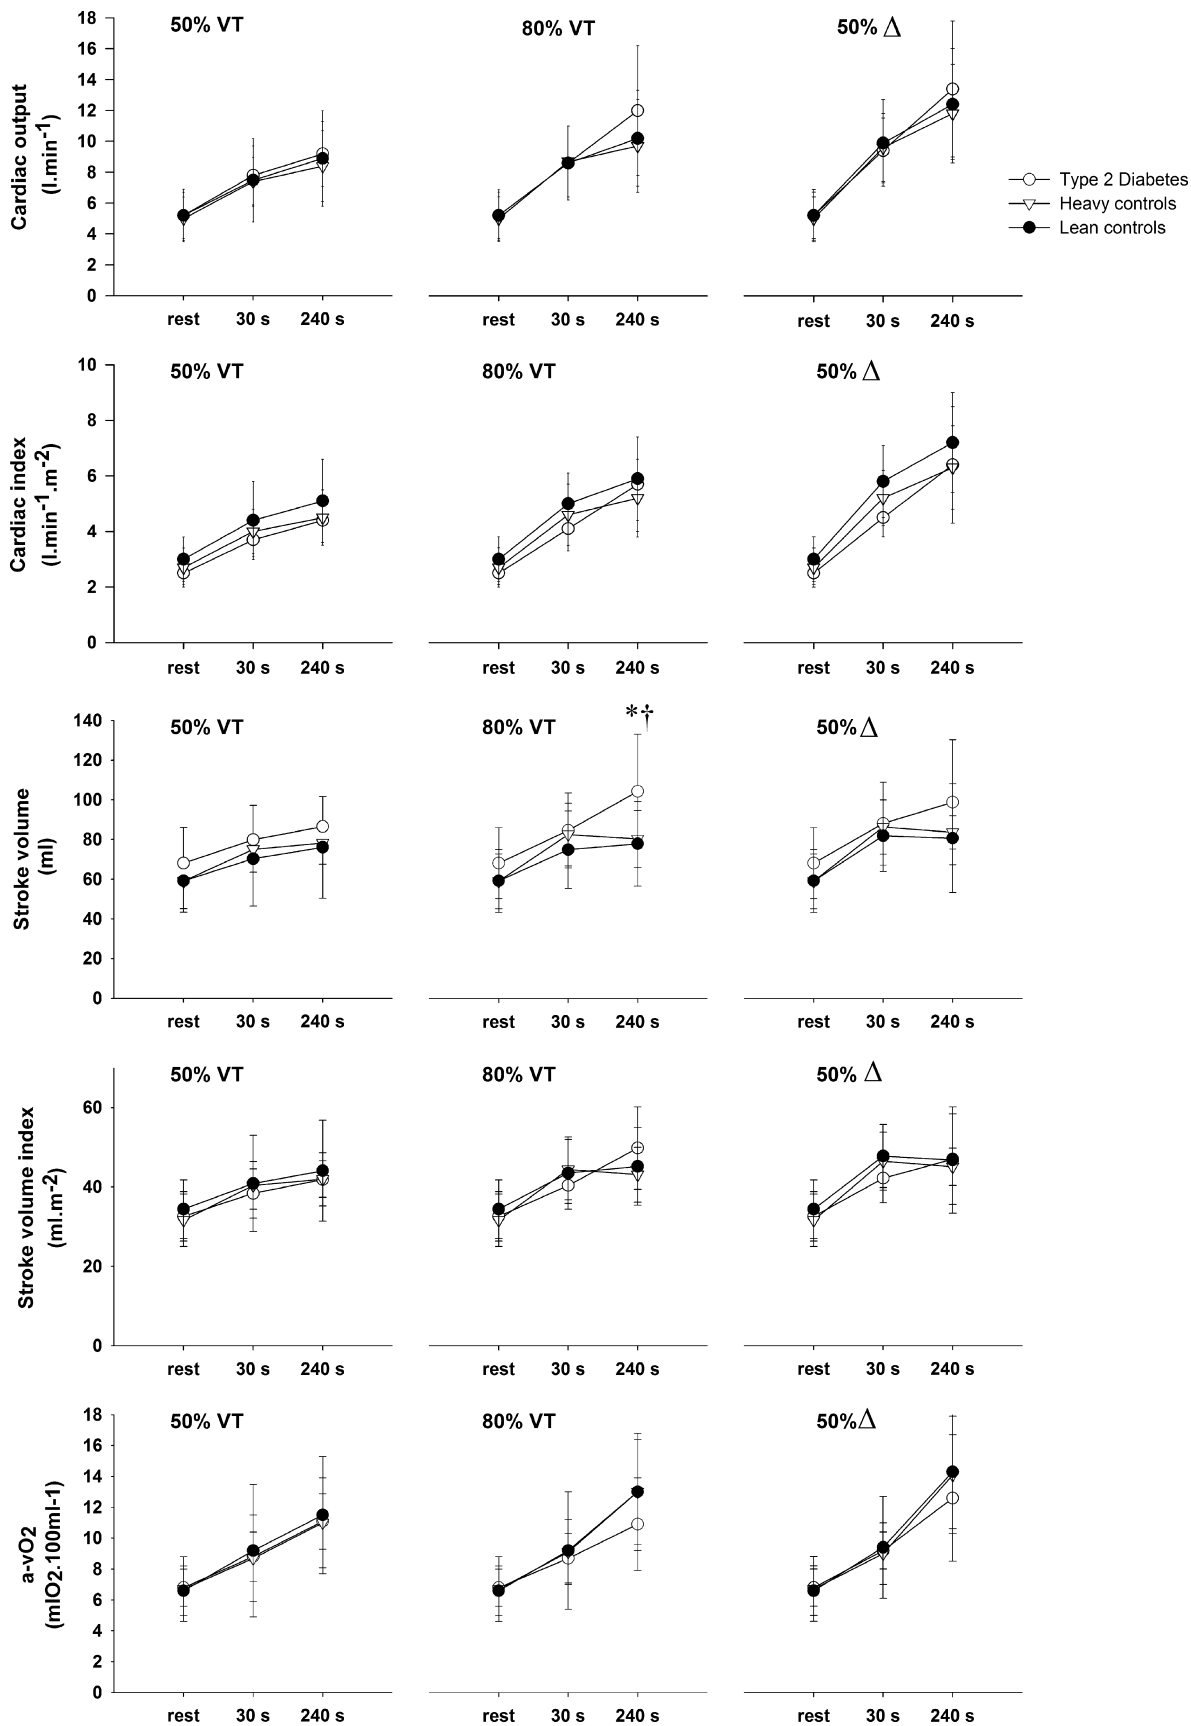 50% VT
80% VT
50% Δ
Cardiac output
(l.min-1)
18
16
14
12
10
8
6
4
2
0
rest 30 s 240 s
rest 30 s 240 s
rest 30 s 240 s
Type 2 Diabetes
Heavy controls
Lean controls
50% VT
80% VT
50% Δ
Cardiac index
(l.min-1.m-2)
10
8
6
4
2
0
rest 30 s 240 s
rest 30 s 240 s
rest 30 s 240 s
50% VT
80% VT
*†
50% Δ
Stroke volume
(ml)
140
120
100
80
60
40
20
0
rest 30 s 240 s
rest 30 s 240 s
rest 30 s 240 s
50% VT
80% VT
50% Δ
Stroke volume index
(ml.m-2)
60
40
20
0
rest 30 s 240 s
rest 30 s 240 s
rest 30 s 240 s
50% VT
80% VT
50%Δ
a-vO2
(mlO2.100ml-1)
18
16
14
12
10
8
6
4
2
0
rest 30 s 240 s
rest 30 s 240 s
rest 30 s 240 s